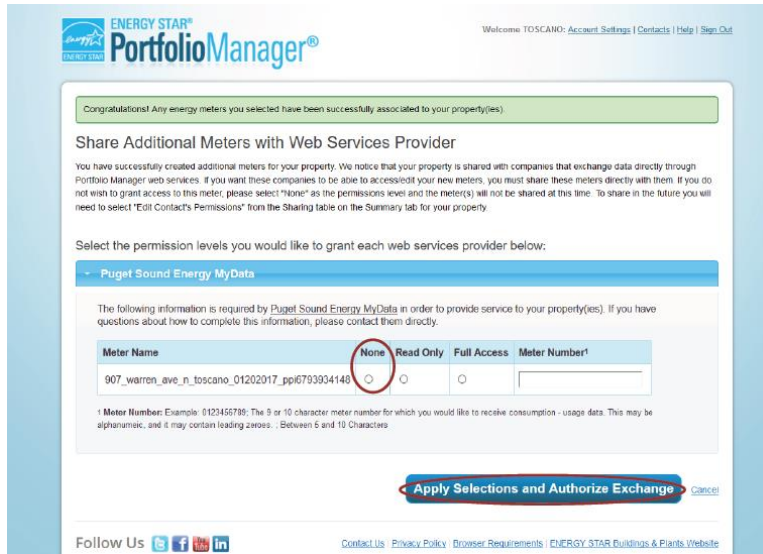 ENERGY STAR®
PortfolioManager®
ENERGY STAR
Welcome TOSCANO: Account Settings | Contacts | Help | Sign Out
Congratulations! Any energy meters you selected have been successfully associated to your property(ies).
Share Additional Meters with Web Services Provider
You have successfully created additional meters for your property. We notice that your property is shared with companies that exchange data directly through
Portfolio Manager web services. If you want these companies to be able to access/edit your new meters, you must share these meters directly with them. If you do
not wish to grant access to this meter, please select "None" as the permissions level and the meter(s) will not be shared at this time. To share in the future you will
need to select "Edit Contact's Permissions" from the Sharing table on the Summary tab for your property.
Select the permission levels you would like to grant each web services provider below:
Puget Sound Energy MyData
The following information is required by Puget Sound Energy MyData in order to provide service to your property(ies). If you have
questions about how to complete this information, please contact them directly.
Meter Name None Read Only Full Access Meter Number¹
907_warren_ave_n_toscano_01202017_ppi6793934148
¹ Meter Number: Example: 0123456789; The 9 or 10 character meter number for which you would like to receive consumption - usage data. This may be
alphanumeic, and it may contain leading zeroes. ; Between 6 and 10 Characters
Apply Selections and Authorize Exchange Cancel
Follow Us
Contact Us | Privacy Policy | Browser Requirements | ENERGY STAR Buildings & Plants Website